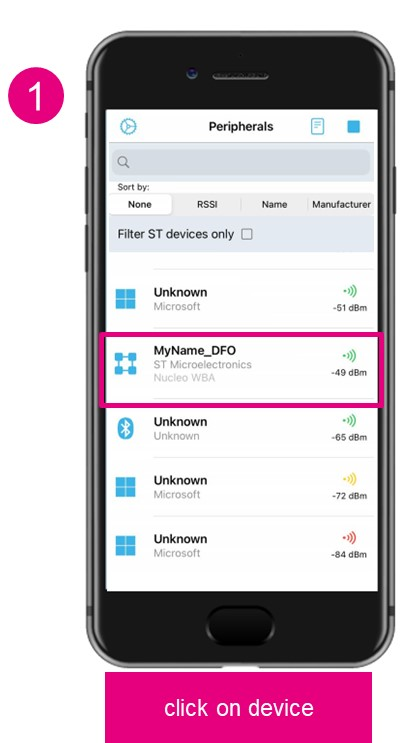 1
Peripherals
Sort by:
None RSSI Name Manufacturer
Filter ST devices only
Unknown
Microsoft
-51 dBm
MyName_DFO
ST Microelectronics
Nucleo WBA
-49 dBm
Unknown
Unknown
-65 dBm
Unknown
Microsoft
-72 dBm
Unknown
Microsoft
-84 dBm
click on device